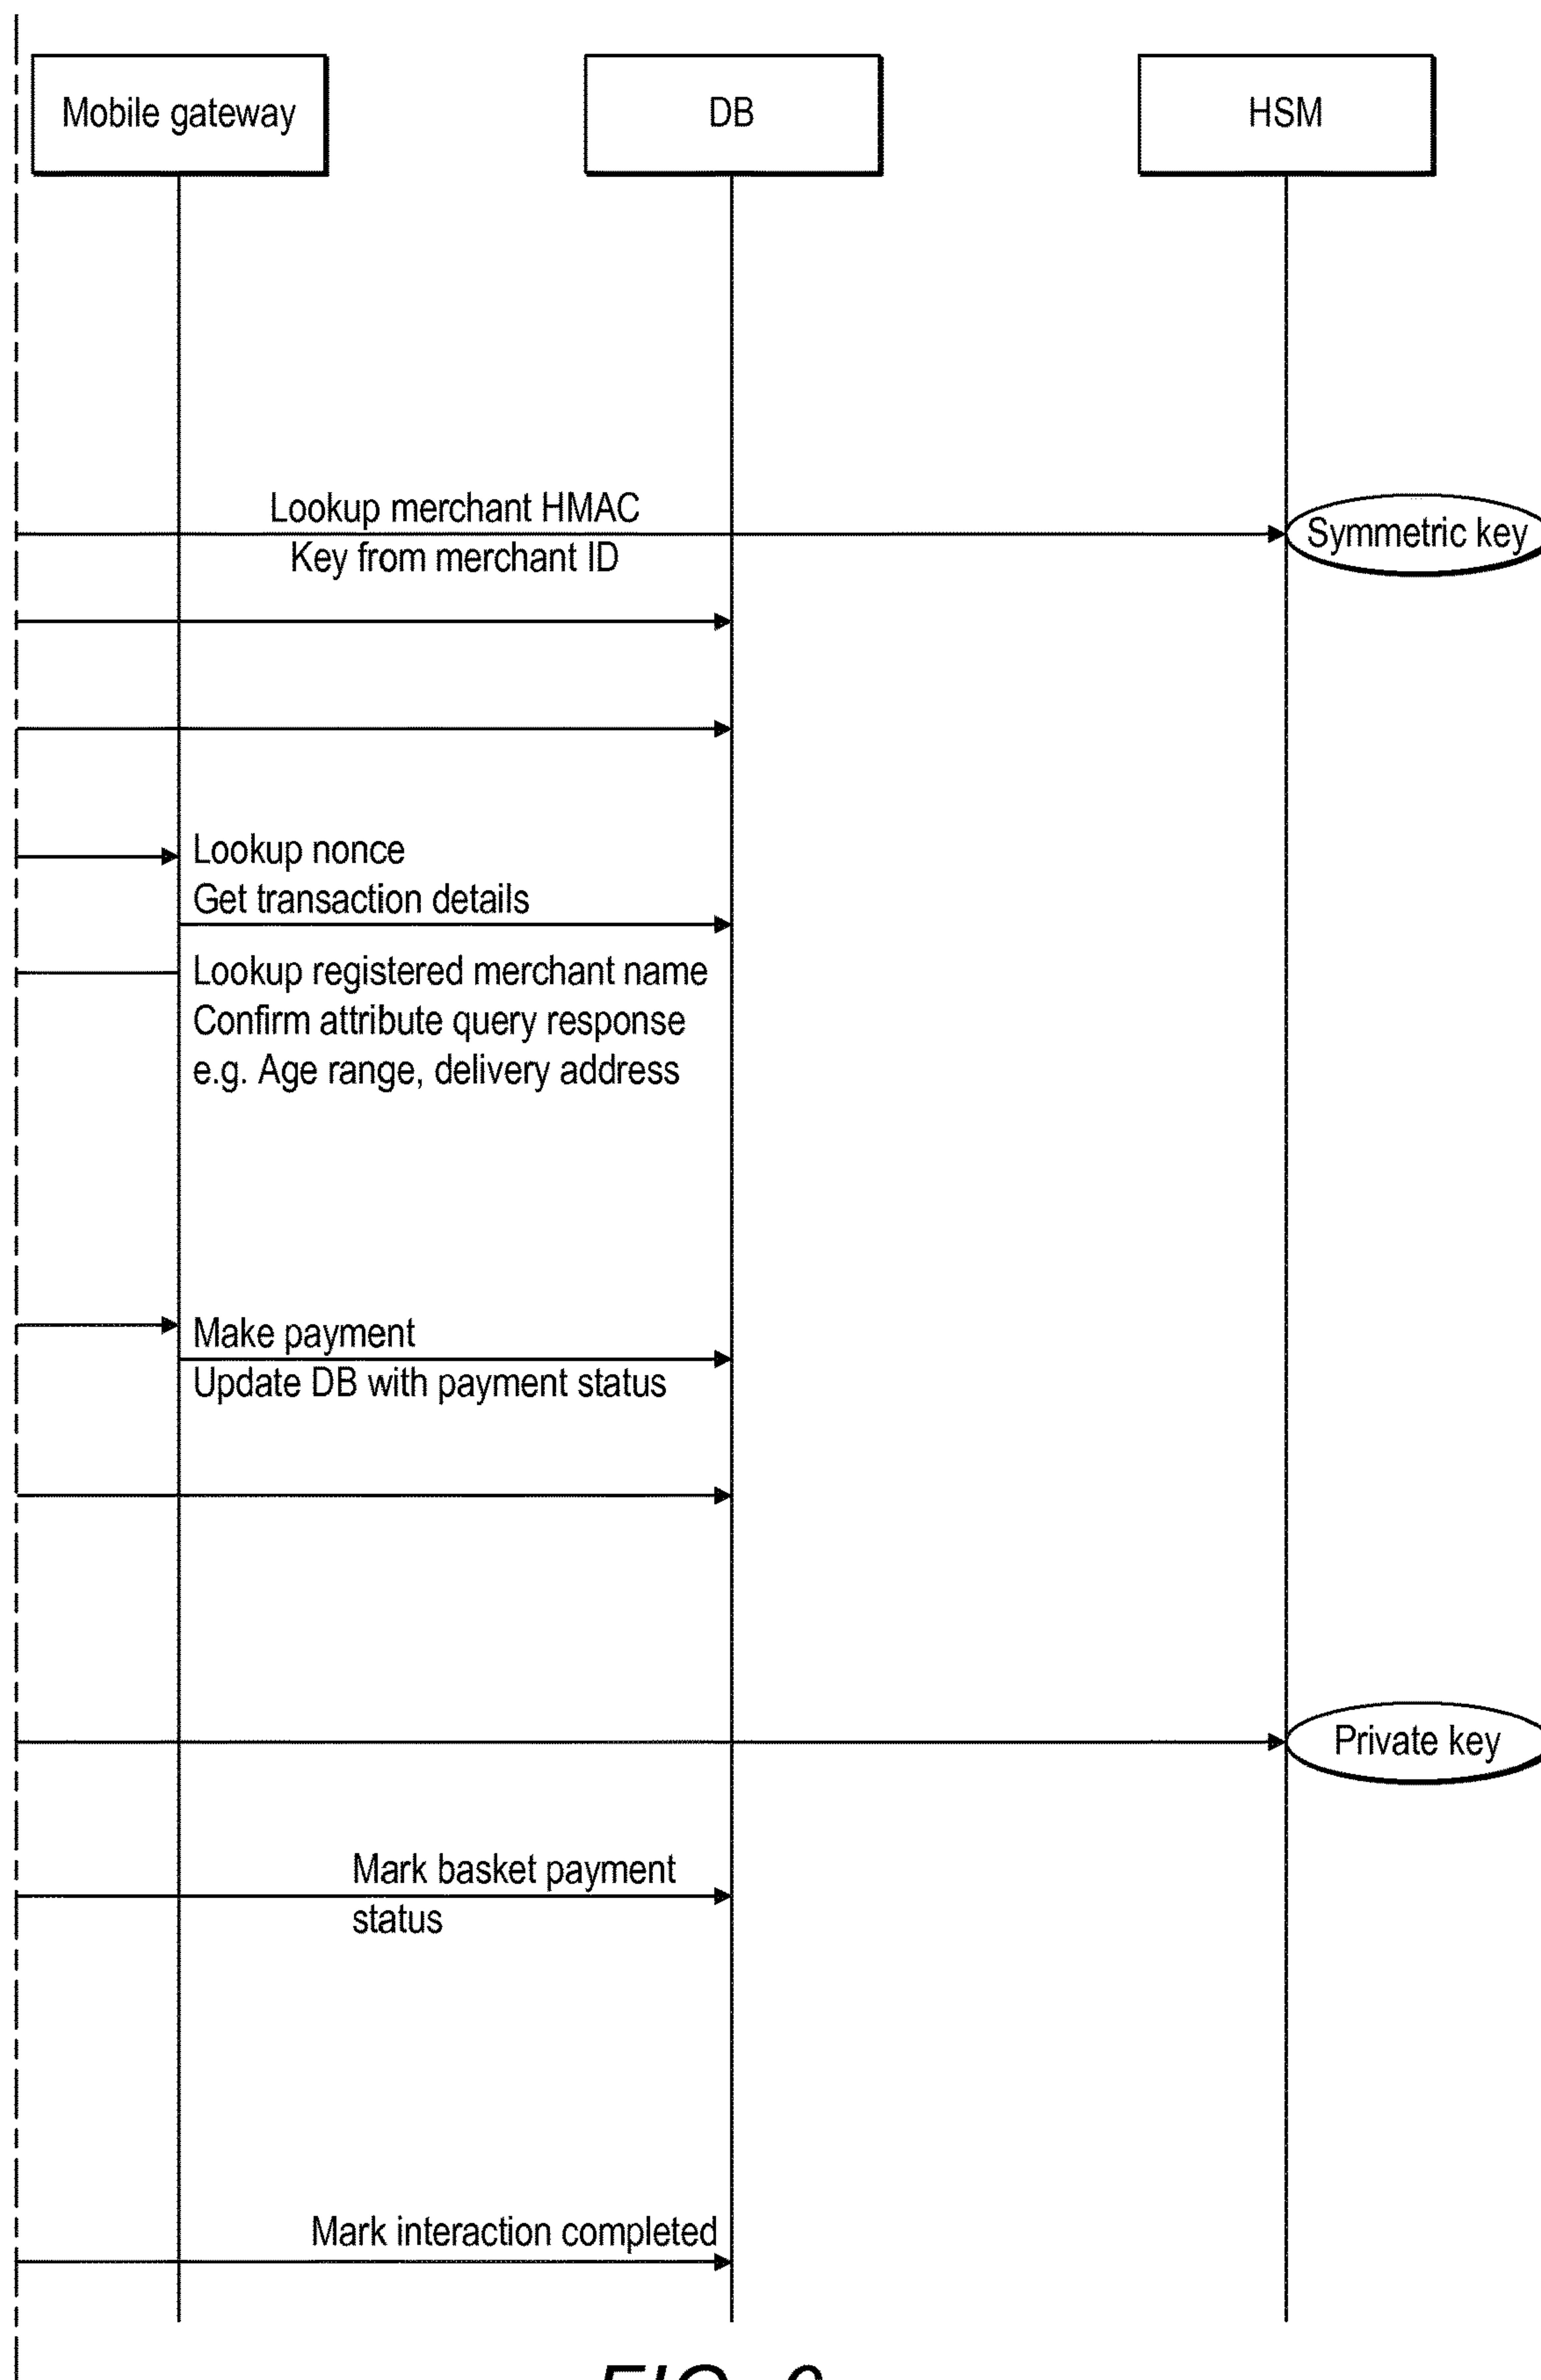 Mobile gateway
DB
HSM
Lookup merchant HMAC
Key from merchant ID
Symmetric key
Lookup nonce
Get transaction details
Lookup registered merchant name
Confirm attribute query response
e.g. Age range, delivery address
Make payment
Update DB with payment status
Private key
Mark basket payment
status
Mark interaction completed